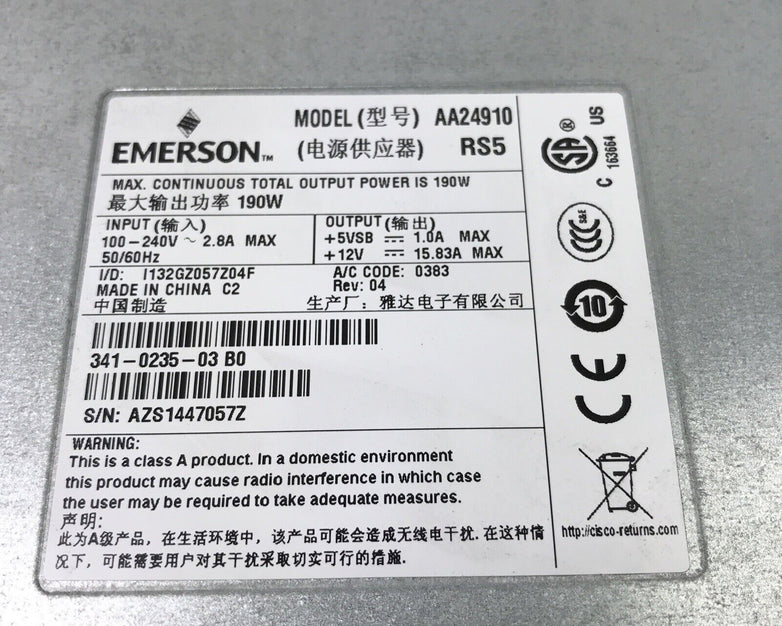 EMERSON™
MODEL (型号) AA24910
(电源供应器) RS5
MAX. CONTINUOUS TOTAL OUTPUT POWER IS 190W
最大输出功率 190W
INPUT (输入)
100-240V ~ 2.8A MAX
50/60Hz
OUTPUT (输出)
+5VSB ⎓ 1.0A MAX
+12V ⎓ 15.83A MAX
I/D: I132GZ057Z04F
A/C CODE: 0383
MADE IN CHINA C2
Rev: 04
中国制造
生产厂: 雅达电子有限公司
341-0235-03 B0
S/N: AZS1447057Z
WARNING:
This is a class A product. In a domestic environment
this product may cause radio interference in which case
the user may be required to take adequate measures.
声明:
此为A级产品, 在生活环境中, 该产品可能会造成无线电干扰. 在这种情
况下, 可能需要用户对其干扰采取切实可行的措施.
SA ®
C 163664 US
CCC S&E
10
CE
http://cisco-returns.com